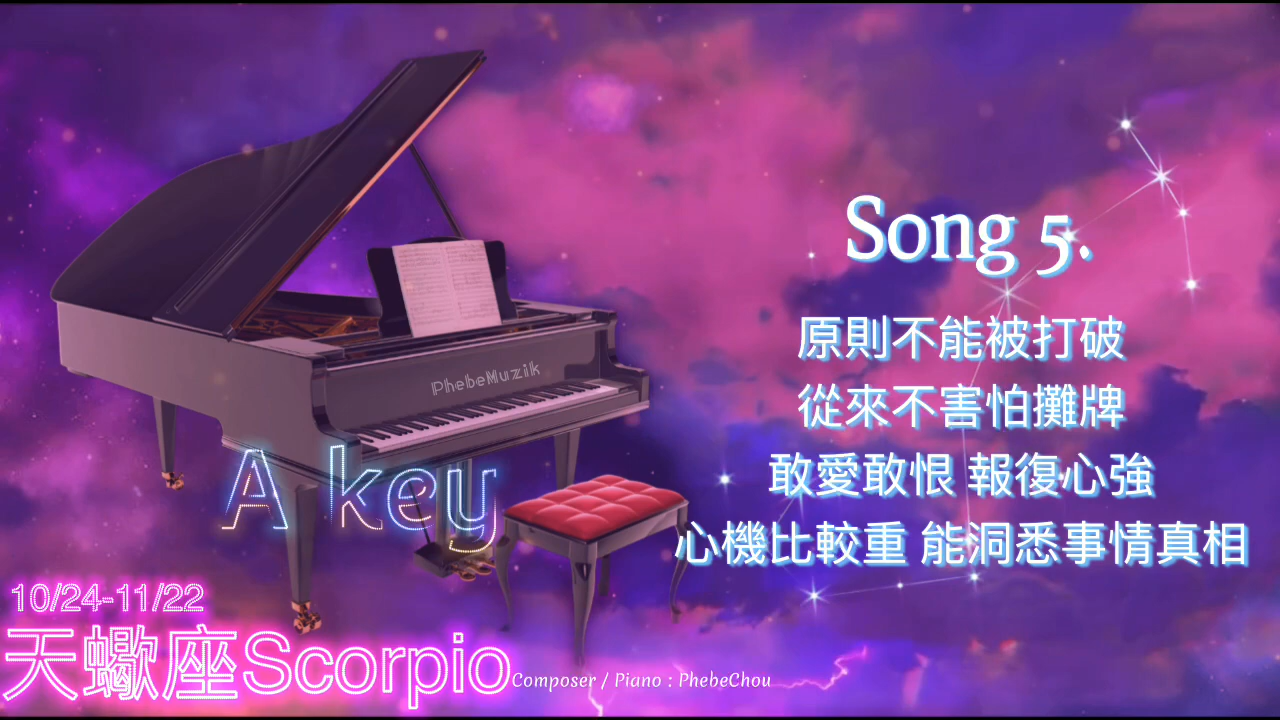 Song 5.
原則不能被打破
從來不害怕攤牌
敢愛敢恨 報復心強
心機比較重 能洞悉事情真相
PhebeMuzik
A key
10/24-11/22
天蠍座Scorpio
Composer / Piano : PhebeChou